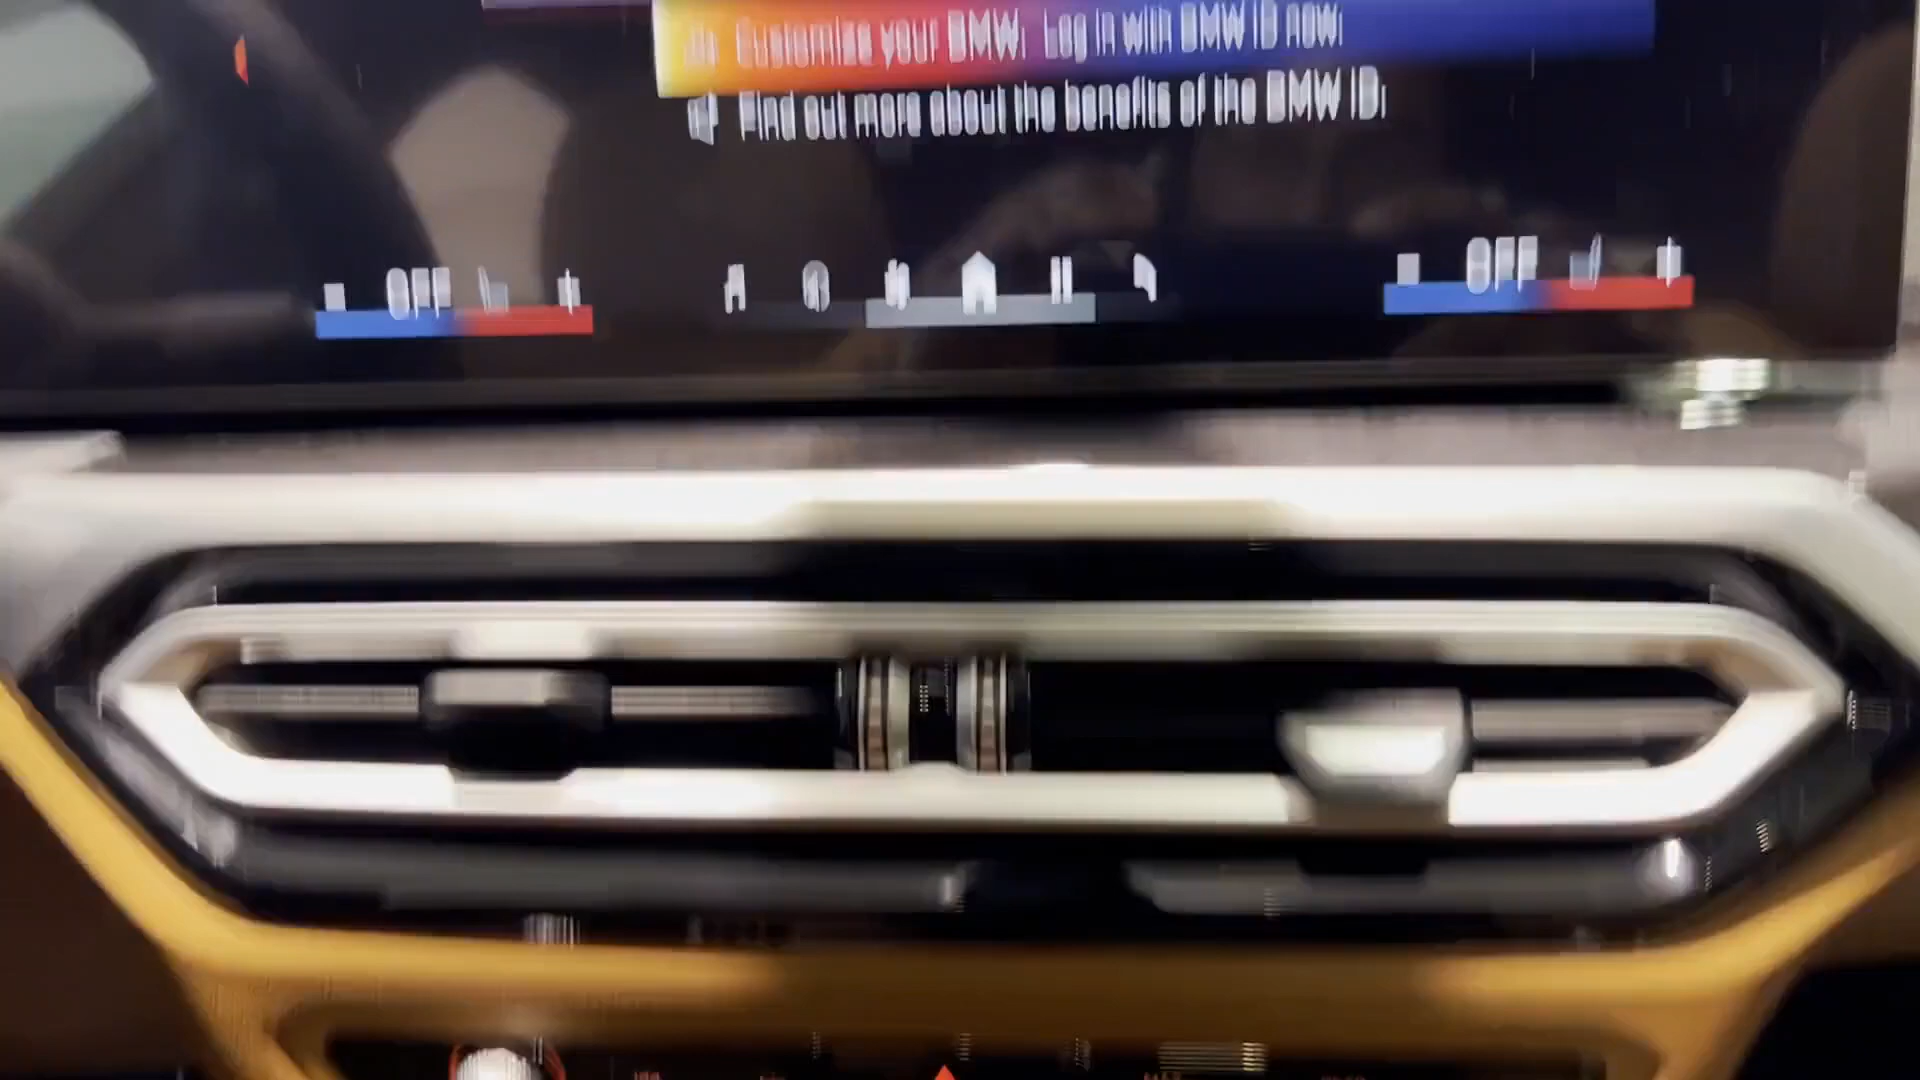 Customise your BMW. Log in with BMW ID now.
Find out more about the benefits of the BMW ID.
OFF OFF